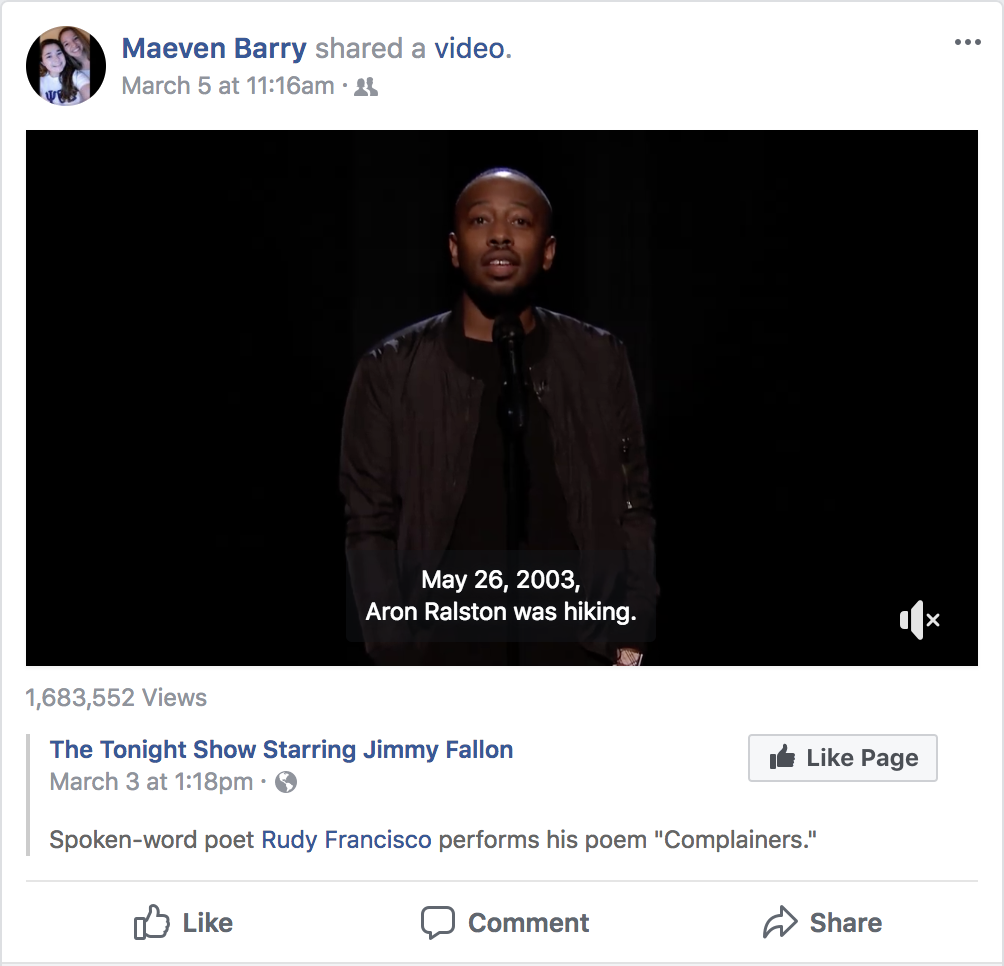 Maeven Barry shared a video.
March 5 at 11:16am ·
May 26, 2003,
Aron Ralston was hiking.
1,683,552 Views
The Tonight Show Starring Jimmy Fallon
March 3 at 1:18pm ·
Like Page
Spoken-word poet Rudy Francisco performs his poem "Complainers."
Like
Comment
Share